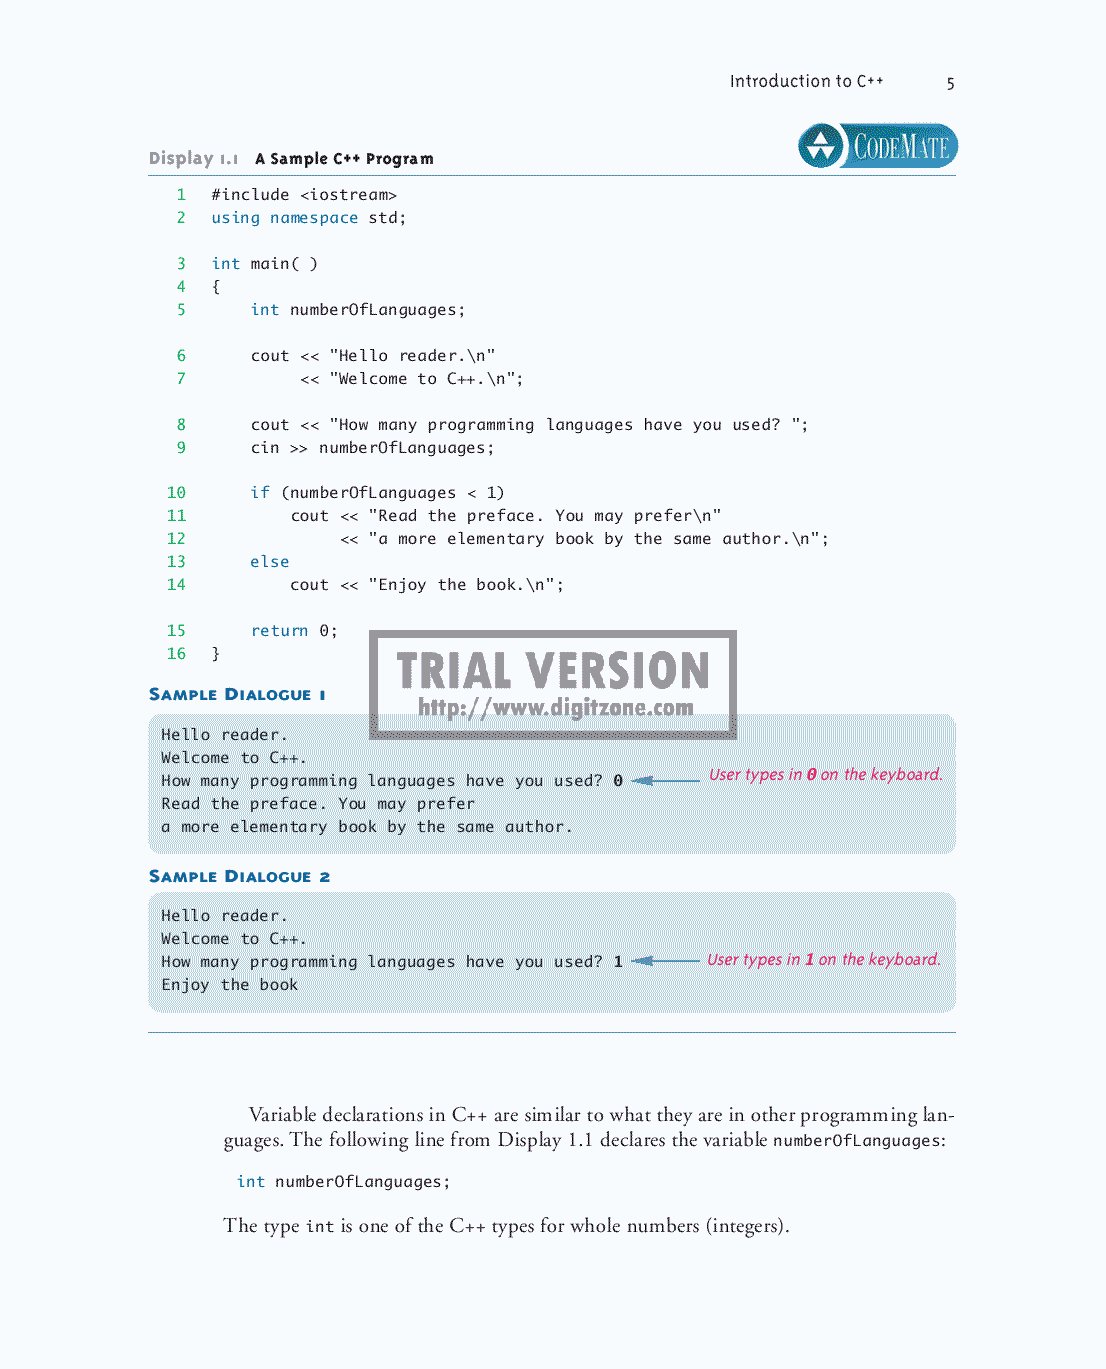 Introduction to C++ 5
CODEMATE
Display 1.1 A Sample C++ Program
1 #include <iostream>
2 using namespace std;
3 int main( )
4 {
5 int numberOfLanguages;
6 cout << "Hello reader.\n"
7 << "Welcome to C++.\n";
8 cout << "How many programming languages have you used? ";
9 cin >> numberOfLanguages;
10 if (numberOfLanguages < 1)
11 cout << "Read the preface. You may prefer\n"
12 << "a more elementary book by the same author.\n";
13 else
14 cout << "Enjoy the book.\n";
15 return 0;
16 }
TRIAL VERSION
http://www.digitzone.com
SAMPLE DIALOGUE 1
Hello reader.
Welcome to C++.
How many programming languages have you used? 0 User types in 0 on the keyboard.
Read the preface. You may prefer
a more elementary book by the same author.
SAMPLE DIALOGUE 2
Hello reader.
Welcome to C++.
How many programming languages have you used? 1 User types in 1 on the keyboard.
Enjoy the book
Variable declarations in C++ are similar to what they are in other programming lan-
guages. The following line from Display 1.1 declares the variable numberOfLanguages:
int numberOfLanguages;
The type int is one of the C++ types for whole numbers (integers).